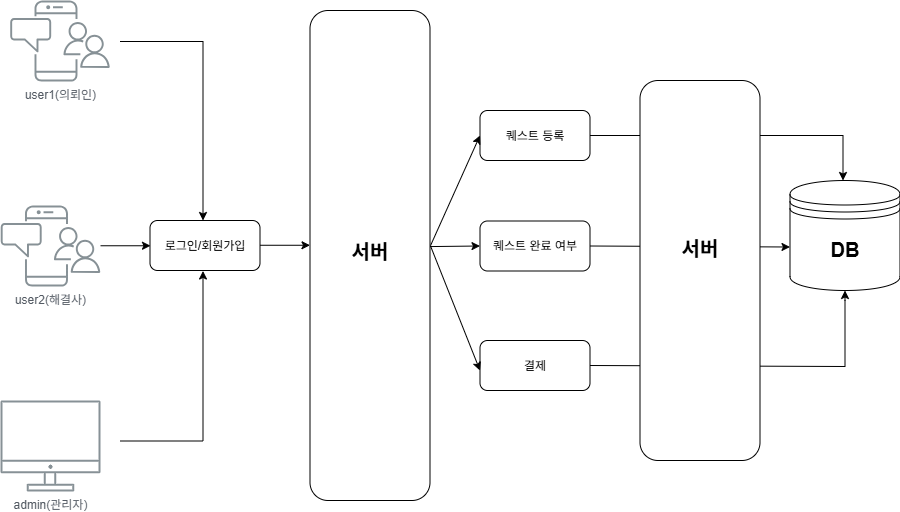 user1(의뢰인)
user2(해결사)
admin(관리자)
로그인/회원가입
서버
퀘스트 등록
퀘스트 완료 여부
결제
서버
DB